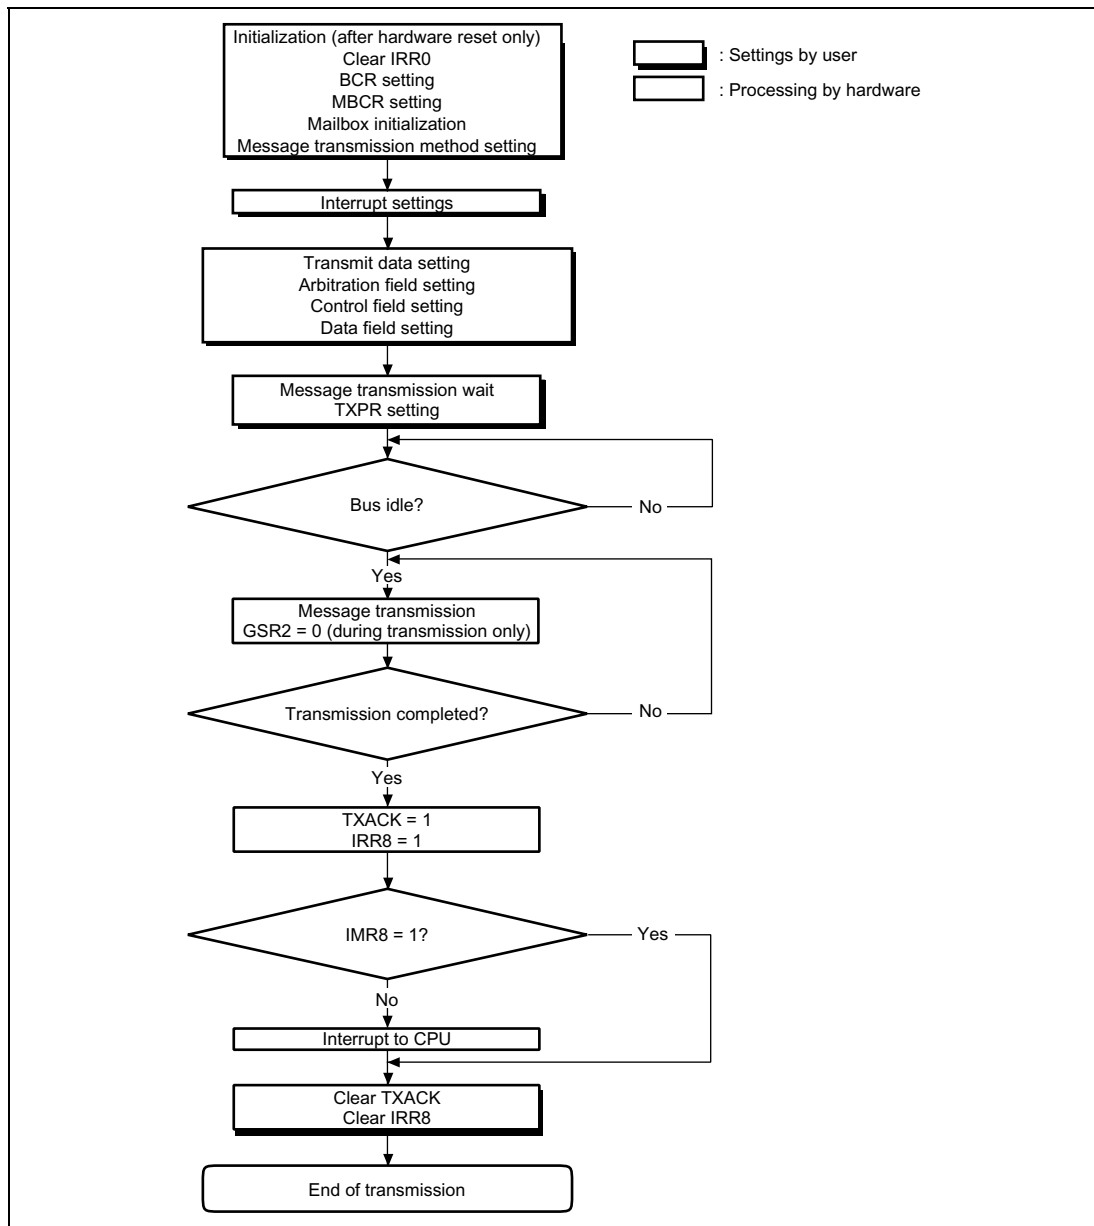 Initialization (after hardware reset only)
Clear IRR0
BCR setting
MBCR setting
Mailbox initialization
Message transmission method setting
: Settings by user
: Processing by hardware
Interrupt settings
Transmit data setting
Arbitration field setting
Control field setting
Data field setting
Message transmission wait
TXPR setting
Bus idle?
No
Yes
Message transmission
GSR2 = 0 (during transmission only)
Transmission completed?
No
Yes
TXACK = 1
IRR8 = 1
IMR8 = 1?
Yes
No
Interrupt to CPU
Clear TXACK
Clear IRR8
End of transmission